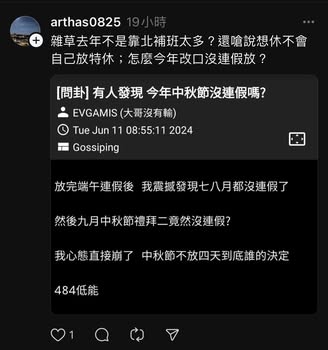 arthas0825 19小時
雜草去年不是靠北補班太多？還嗆說想休不會
自己放特休；怎麼今年改口沒連假放？
[問卦] 有人發現 今年中秋節沒連假嗎?
EVGAMIS (大哥沒有輸)
Tue Jun 11 08:55:11 2024
Gossiping
放完端午連假後 我震撼發現七八月都沒連假了
然後九月中秋節禮拜二竟然沒連假?
我心態直接崩了 中秋節不放四天到底誰的決定
484低能
1